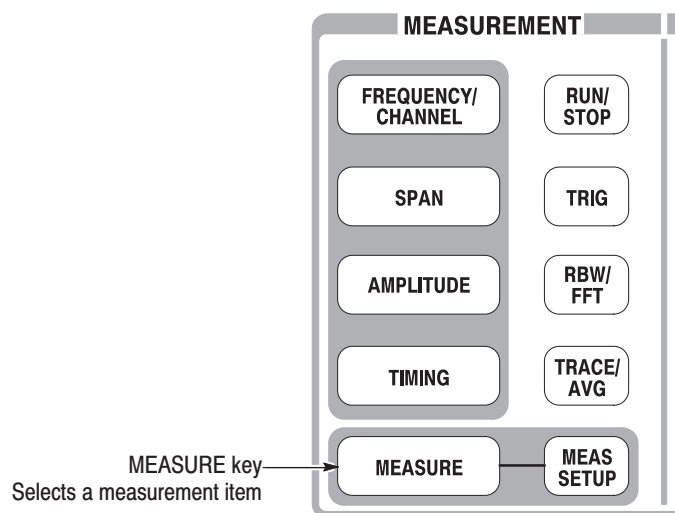 MEASUREMENT
FREQUENCY/
CHANNEL
RUN/
STOP
SPAN
TRIG
AMPLITUDE
RBW/
FFT
TIMING
TRACE/
AVG
MEASURE key
Selects a measurement item
MEASURE
MEAS
SETUP